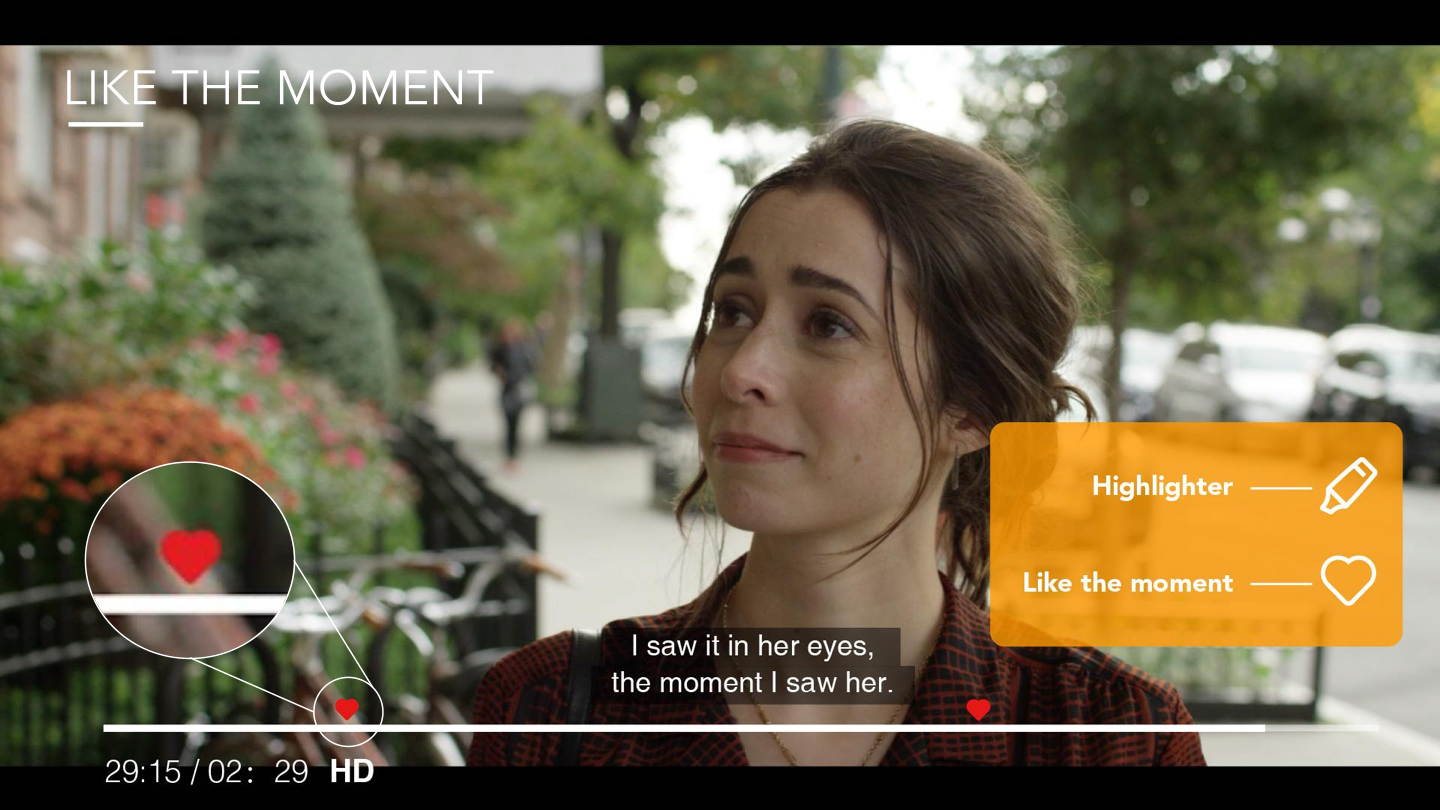 LIKE THE MOMENT
Highlighter
Like the moment
I saw it in her eyes,
the moment I saw her.
29:15 / 02: 29 HD